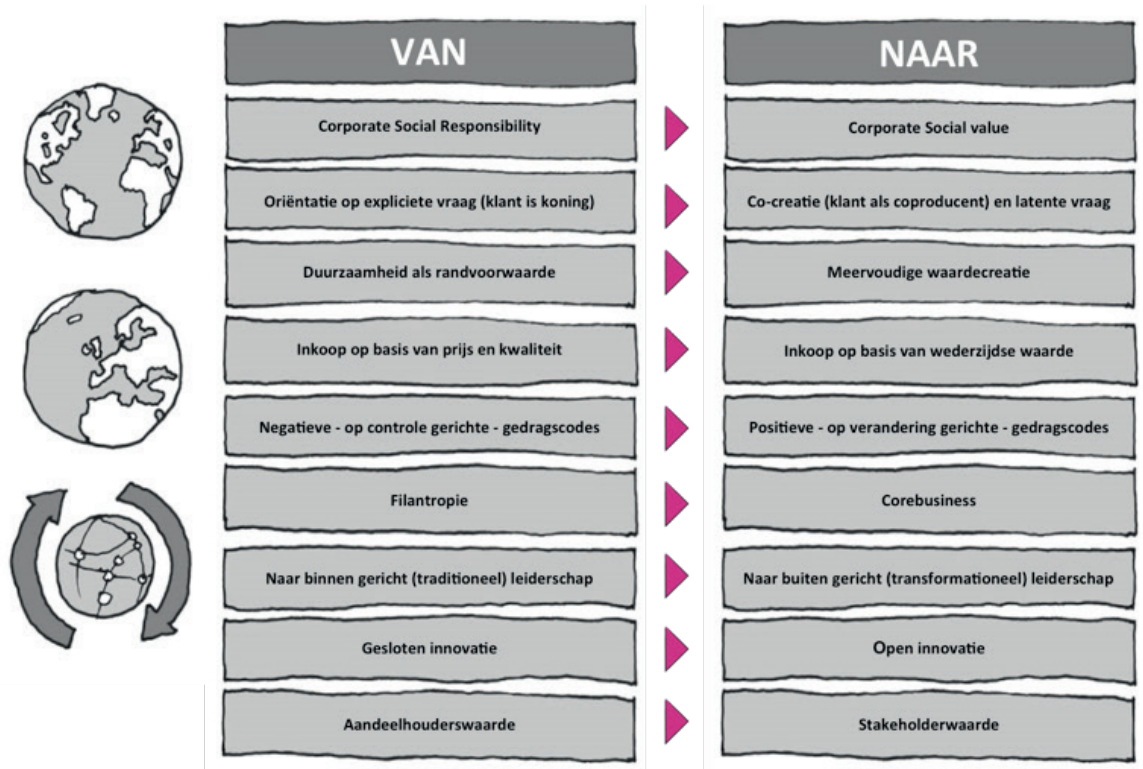 VAN
NAAR
Corporate Social Responsibility
Corporate Social value
Oriëntatie op expliciete vraag (klant is koning)
Co-creatie (klant als coproducent) en latente vraag
Duurzaamheid als randvoorwaarde
Meervoudige waardecreatie
Inkoop op basis van prijs en kwaliteit
Inkoop op basis van wederzijdse waarde
Negatieve - op controle gerichte - gedragscodes
Positieve - op verandering gerichte - gedragscodes
Filantropie
Corebusiness
Naar binnen gericht (traditioneel) leiderschap
Naar buiten gericht (transformationeel) leiderschap
Gesloten innovatie
Open innovatie
Aandeelhouderswaarde
Stakeholderwaarde